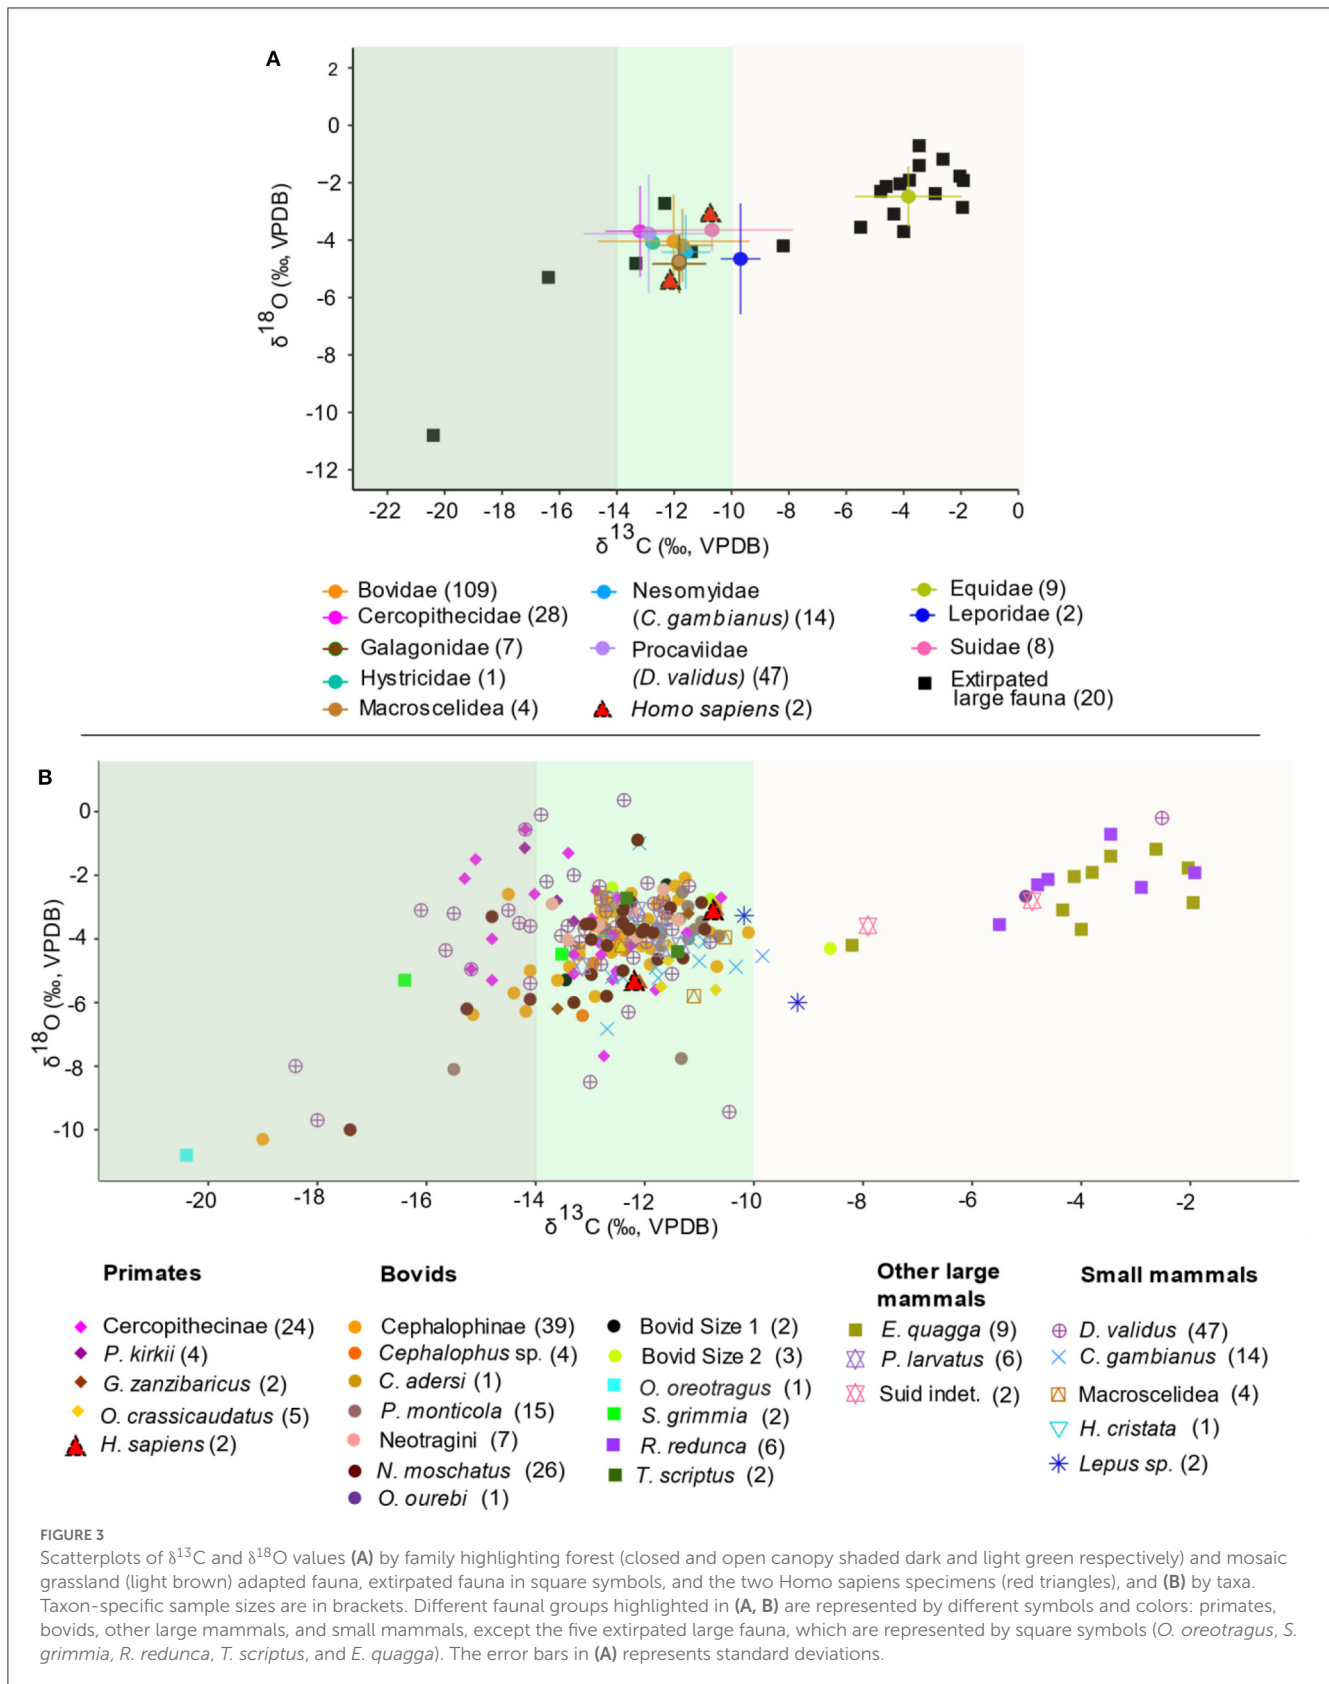 A
2
0
−2
−4
−6
-8
-10
-12
δ18O (‰, VPDB)
-22 -20 -18 -16 -14 -12 -10 -8 -6 -4 -2 0
δ13C (‰, VPDB)
Bovidae (109)
Cercopithecidae (28)
Galagonidae (7)
Hystricidae (1)
Macroscelidea (4)
Nesomyidae
(C. gambianus) (14)
Procaviidae
(D. validus) (47)
Homo sapiens (2)
Equidae (9)
Leporidae (2)
Suidae (8)
Extirpated
large fauna (20)
B
0
-2
-4
-6
-8
-10
δ18O (‰, VPDB)
-20 -18 -16 -14 -12 -10 -8 -6 -4 -2
δ13C (‰, VPDB)
Primates
Cercopithecinae (24)
P. kirkii (4)
G. zanzibaricus (2)
O. crassicaudatus (5)
H. sapiens (2)
Bovids
Cephalophinae (39)
Cephalophus sp. (4)
C. adersi (1)
P. monticola (15)
Neotragini (7)
N. moschatus (26)
O. ourebi (1)
Bovid Size 1 (2)
Bovid Size 2 (3)
O. oreotragus (1)
S. grimmia (2)
R. redunca (6)
T. scriptus (2)
Other large
mammals
E. quagga (9)
P. larvatus (6)
Suid indet. (2)
Small mammals
D. validus (47)
C. gambianus (14)
Macroscelidea (4)
H. cristata (1)
Lepus sp. (2)
FIGURE 3
Scatterplots of δ13C and δ18O values (A) by family highlighting forest (closed and open canopy shaded dark and light green respectively) and mosaic
grassland (light brown) adapted fauna, extirpated fauna in square symbols, and the two Homo sapiens specimens (red triangles), and (B) by taxa.
Taxon-specific sample sizes are in brackets. Different faunal groups highlighted in (A, B) are represented by different symbols and colors: primates,
bovids, other large mammals, and small mammals, except the five extirpated large fauna, which are represented by square symbols (O. oreotragus, S.
grimmia, R. redunca, T. scriptus, and E. quagga). The error bars in (A) represents standard deviations.